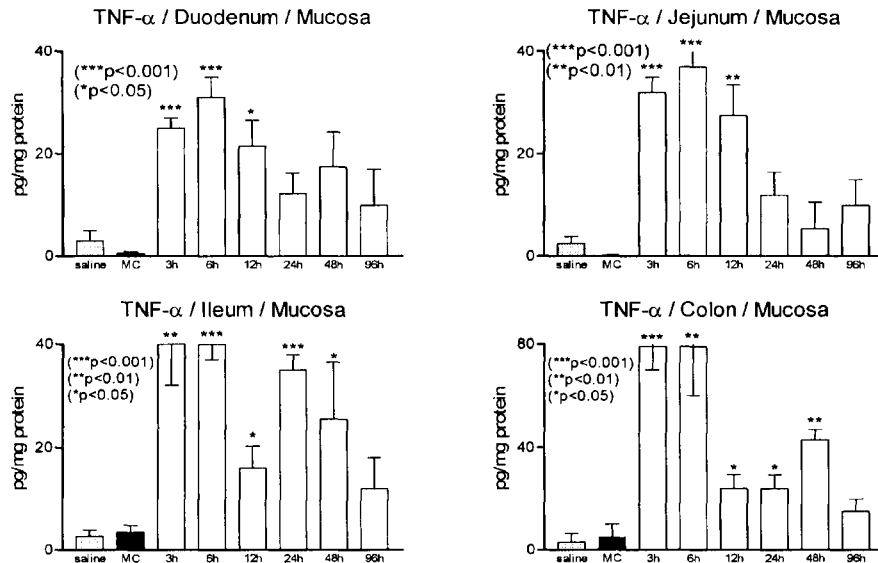 TNF-α / Duodenum / Mucosa
pg/mg protein
40
20
0
(***p<0.001)
(*p<0.05)
***
***
*
saline MC 3h 6h 12h 24h 48h 96h
TNF-α / Jejunum / Mucosa
pg/mg protein
40
20
0
(***p<0.001)
(**p<0.01)
***
***
**
saline MC 3h 6h 12h 24h 48h 96h
TNF-α / Ileum / Mucosa
pg/mg protein
40
20
0
(***p<0.001)
(**p<0.01)
(*p<0.05)
**
***
*
***
*
saline MC 3h 6h 12h 24h 48h 96h
TNF-α / Colon / Mucosa
pg/mg protein
80
40
0
(***p<0.001)
(**p<0.01)
(*p<0.05)
***
**
*
*
**
saline MC 3h 6h 12h 24h 48h 96h